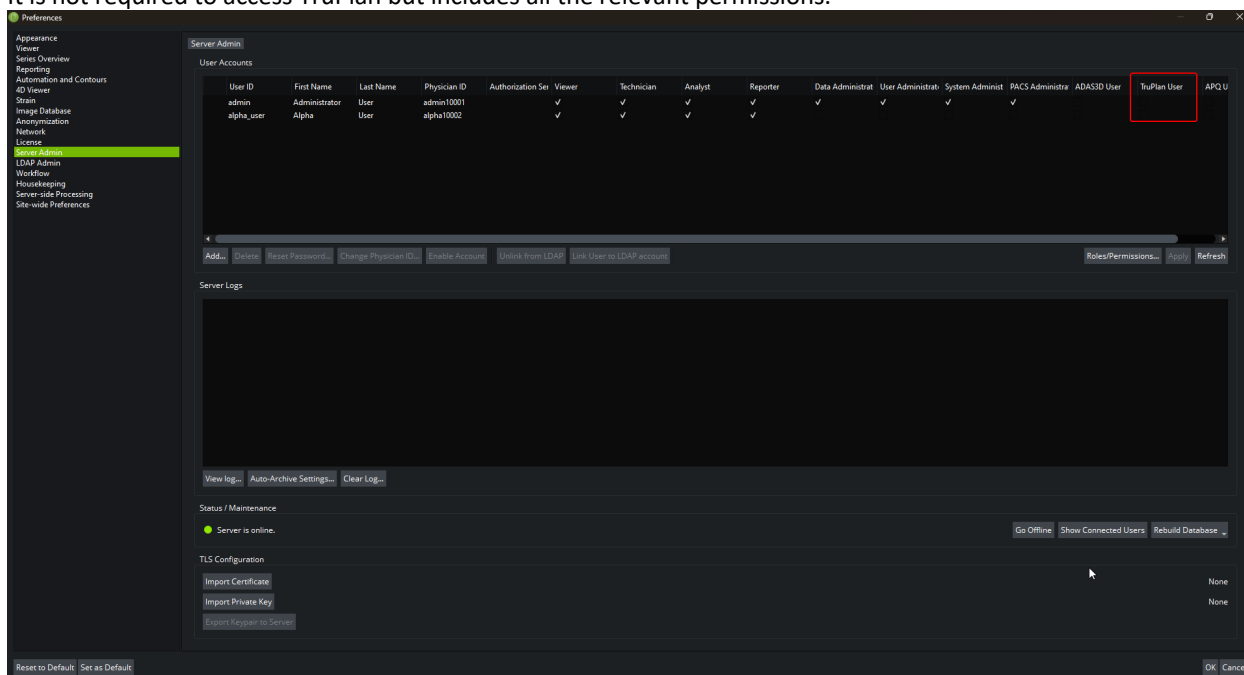 It is not required to access TruPlan but includes all the relevant permissions.
Preferences
Appearance
Viewer
Series Overview
Reporting
Automation and Contours
4D Viewer
Strain
Image Database
Anonymization
Network
License
Server Admin
LDAP Admin
Workflow
Housekeeping
Server-side Processing
Site-wide Preferences
Server Admin
User Accounts
User ID First Name Last Name Physician ID Authorization Ser Viewer Technician Analyst Reporter Data Administrat User Administrati System Administ PACS Administra ADAS3D User TruPlan User APQ U
admin Administrator User admin10001 ✓ ✓ ✓ ✓ ✓ ✓ ✓ ✓
alpha_user Alpha User alpha10002 ✓ ✓ ✓ ✓
Add... Delete Reset Password... Change Physician ID... Enable Account Unlink from LDAP Link User to LDAP account Roles/Permissions... Apply Refresh
Server Logs
View log... Auto-Archive Settings... Clear Log...
Status / Maintenance
Server is online. Go Offline Show Connected Users Rebuild Database
TLS Configuration
Import Certificate None
Import Private Key None
Export Keypair to Server
Reset to Default Set as Default OK Cance